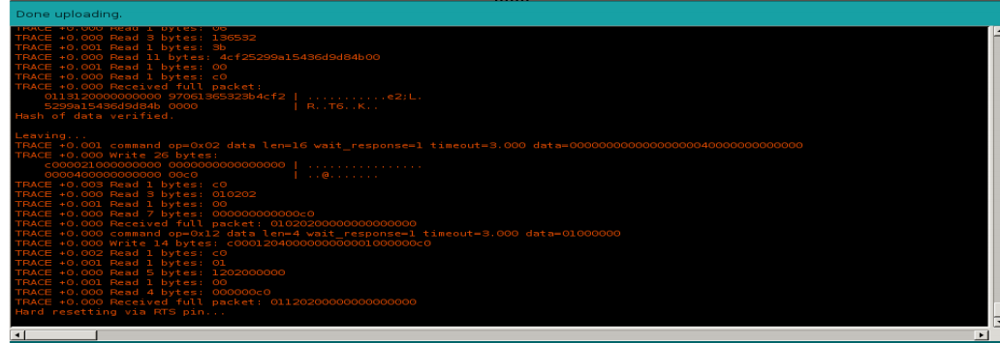 Done uploading.
TRACE +0.000 Read 1 bytes: 06
TRACE +0.000 Read 3 bytes: 136532
TRACE +0.001 Read 1 bytes: 3b
TRACE +0.000 Read 11 bytes: 4cf25299a15436d9d84b00
TRACE +0.001 Read 1 bytes: 00
TRACE +0.000 Read 1 bytes: c0
TRACE +0.000 Received full packet:
0113120000000000 97061365323b4cf2 | ...........e2;L.
5299a15436d9d84b 0000 | R..T6..K..
Hash of data verified.
Leaving...
TRACE +0.001 command op=0x02 data len=16 wait_response=1 timeout=3.000 data=00000000000000000040000000000000
TRACE +0.000 Write 26 bytes:
c000021000000000 0000000000000000 | ................
0000400000000000 00c0 | ..@.......
TRACE +0.003 Read 1 bytes: c0
TRACE +0.000 Read 3 bytes: 010202
TRACE +0.001 Read 1 bytes: 00
TRACE +0.000 Read 7 bytes: 000000000000c0
TRACE +0.000 Received full packet: 01020200000000000000
TRACE +0.000 command op=0x12 data len=4 wait_response=1 timeout=3.000 data=01000000
TRACE +0.000 Write 14 bytes: c0001204000000000001000000c0
TRACE +0.002 Read 1 bytes: c0
TRACE +0.001 Read 1 bytes: 01
TRACE +0.000 Read 5 bytes: 1202000000
TRACE +0.001 Read 1 bytes: 00
TRACE +0.000 Read 4 bytes: 000000c0
TRACE +0.000 Received full packet: 01120200000000000000
Hard resetting via RTS pin...